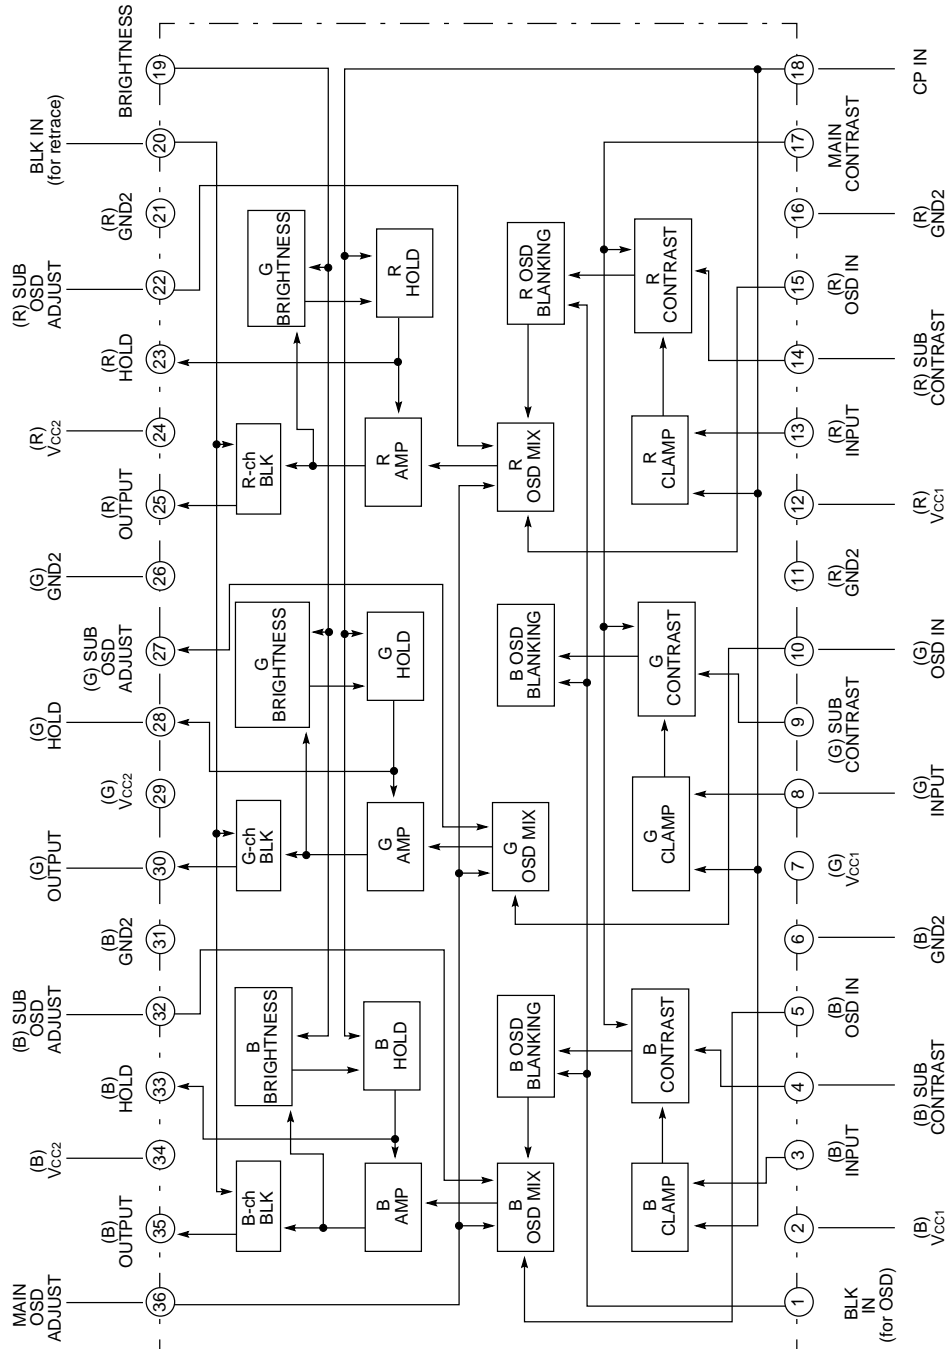 BRIGHTNESS
19
BLK IN
(for retrace)
20
(R)
GND2
21
(R) SUB
OSD
ADJUST
22
(R)
HOLD
23
(R)
VCC2
24
(R)
OUTPUT
25
(G)
GND2
26
(G) SUB
OSD
ADJUST
27
(G)
HOLD
28
(G)
VCC2
29
(G)
OUTPUT
30
(B)
GND2
31
(B) SUB
OSD
ADJUST
32
(B)
HOLD
33
(B)
VCC2
34
(B)
OUTPUT
35
MAIN
OSD
ADJUST
36
G
BRIGHTNESS
R
HOLD
R-ch
BLK
R
AMP
R OSD
BLANKING
R
OSD MIX
R
CONTRAST
R
CLAMP
G
BRIGHTNESS
G
HOLD
G-ch
BLK
G
AMP
B OSD
BLANKING
G
OSD MIX
G
CONTRAST
G
CLAMP
B
BRIGHTNESS
B
HOLD
B-ch
BLK
B
AMP
B OSD
BLANKING
B
OSD MIX
B
CONTRAST
B
CLAMP
18
CP IN
17
MAIN
CONTRAST
16
(R)
GND2
15
(R)
OSD IN
14
(R) SUB
CONTRAST
13
(R)
INPUT
12
(R)
VCC1
11
(R)
GND2
10
(G)
OSD IN
9
(G) SUB
CONTRAST
8
(G)
INPUT
7
(G)
VCC1
6
(B)
GND2
5
(B)
OSD IN
4
(B) SUB
CONTRAST
3
(B)
INPUT
2
(B)
VCC1
1
BLK
IN
(for OSD)